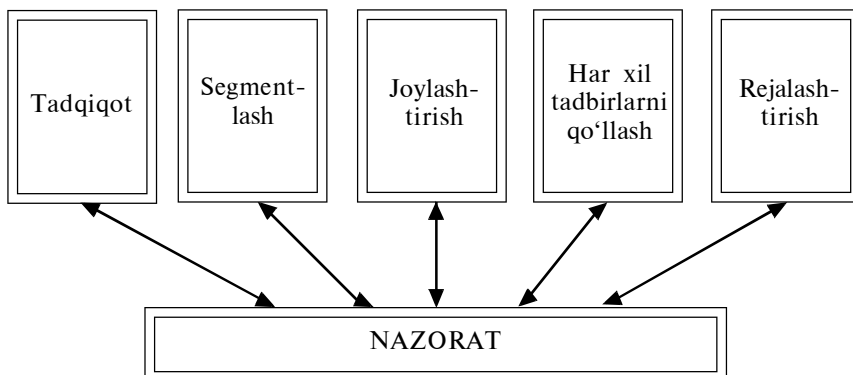 Tadqiqot
Segment-
lash
Joylash-
tirish
Har xil
tadbirlarni
qo‘llash
Rejalash-
tirish
NAZORAT